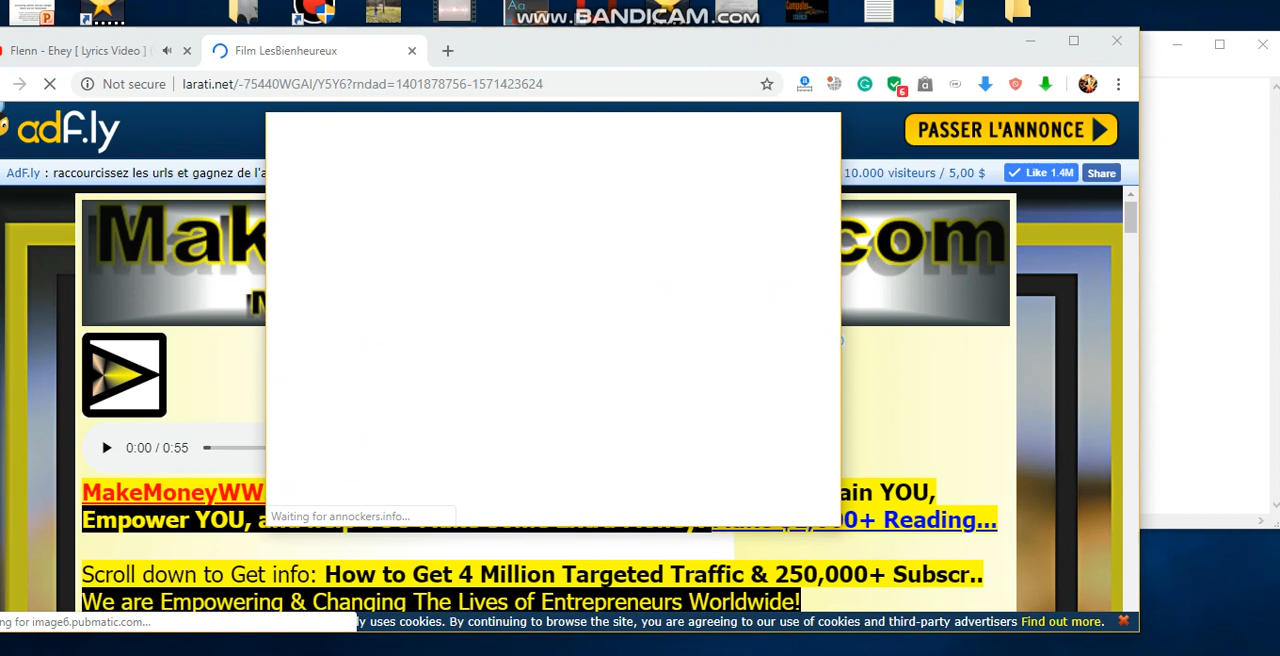 www.BANDICAM.com
Flenn - Ehey [ Lyrics Video ] (
Film LesBienheureux
Not secure
larati.net/-75440WGAI/Y5Y6?rndad=1401878756-1571423624
6
adf.ly
PASSER L'ANNONCE
AdF.ly : raccourcissez les urls et gagnez de l'a
10.000 visiteurs / 5,00 $
Like 1.4M
Share
Mak
com
0:00 / 0:55
MakeMoneyWW
ain YOU,
Empower YOU, a
00+ Reading...
Waiting for annockers.info...
Scroll down to Get info: How to Get 4 Million Targeted Traffic & 250,000+ Subscr..
We are Empowering & Changing The Lives of Entrepreneurs Worldwide!
ng for image6.pubmatic.com...
ly uses cookies. By continuing to browse the site, you are agreeing to our use of cookies and third-party advertisers Find out more.